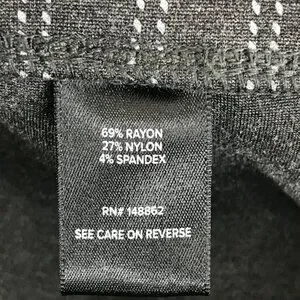 69% RAYON
27% NYLON
4% SPANDEX
RN# 148862
SEE CARE ON REVERSE